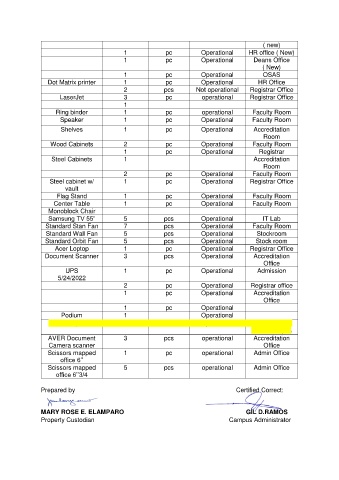 ( new)
1 pc Operational HR office ( New)
1 pc Operational Deans Office
( New)
1 pc Operational OSAS
Dot Matrix printer 1 pc Operational HR Office
2 pcs Not operational Registrar Office
LaserJet 3 pc operational Registrar Office
1
Ring binder 1 pc operational Faculty Room
Speaker 1 pc Operational Faculty Room
Shelves 1 pc Operational Accreditation
Room
Wood Cabinets 2 pc Operational Faculty Room
1 pc Operational Registrar
Steel Cabinets 1 Accreditation
Room
2 pc Operational Faculty Room
Steel cabinet w/ 1 pc Operational Registrar Office
vault
Flag Stand 1 pc Operational Faculty Room
Center Table 1 pc Operational Faculty Room
Monoblock Chair
Samsung TV 55" 5 pcs Operational IT Lab
Standard Stan Fan 7 pcs Operational Faculty Room
Standard Wall Fan 5 pcs Operational Stockroom
Standard Orbit Fan 5 pcs Operational Stock room
Acer Loptop 1 pc Operational Registrar Office
Document Scanner 3 pcs Operational Accreditation
Office
UPS 1 pc Operational Admission
5/24/2022
2 pc Operational Registrar office
1 pc Operational Accreditation
Office
1 pc Operational
Podium 1 Operational
AVER Document 3 pcs operational Accreditation
Camera scanner Office
Scissors mapped 1 pc operational Admin Office
office 6"
Scissors mapped 5 pcs operational Admin Office
office 6"3/4
Prepared by Certified Correct:
MARY ROSE E. ELAMPARO GIL D.RAMOS
Property Custodian Campus Administrator